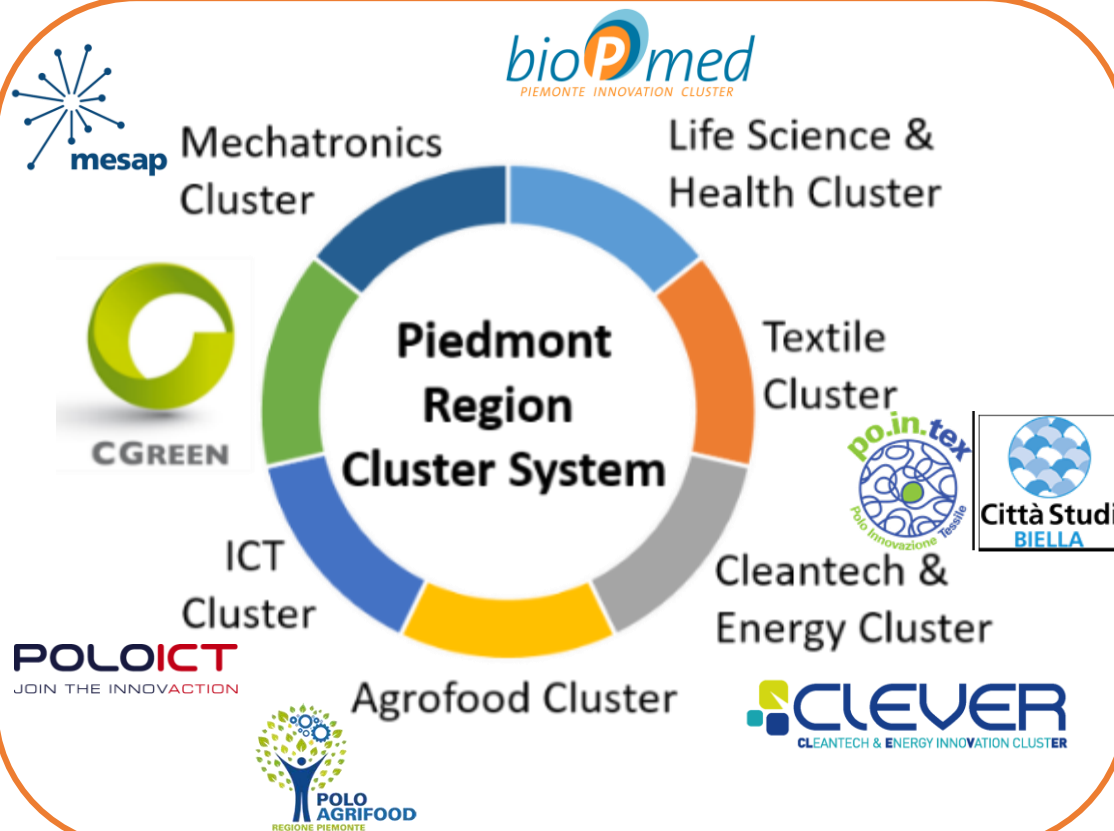 bioPmed
PIEMONTE INNOVATION CLUSTER
mesap
Mechatronics
Cluster
Life Science &
Health Cluster
CGREEN
Piedmont
Region
Cluster System
Textile
Cluster
po.in.tex
Polo Innovazione Tessile
Città Studi
BIELLA
ICT
Cluster
Cleantech &
Energy Cluster
POLOICT
JOIN THE INNOVACTION
Agrofood Cluster
CLEVER
CLEANTECH & ENERGY INNOVATION CLUSTER
POLO
AGRIFOOD
REGIONE PIEMONTE